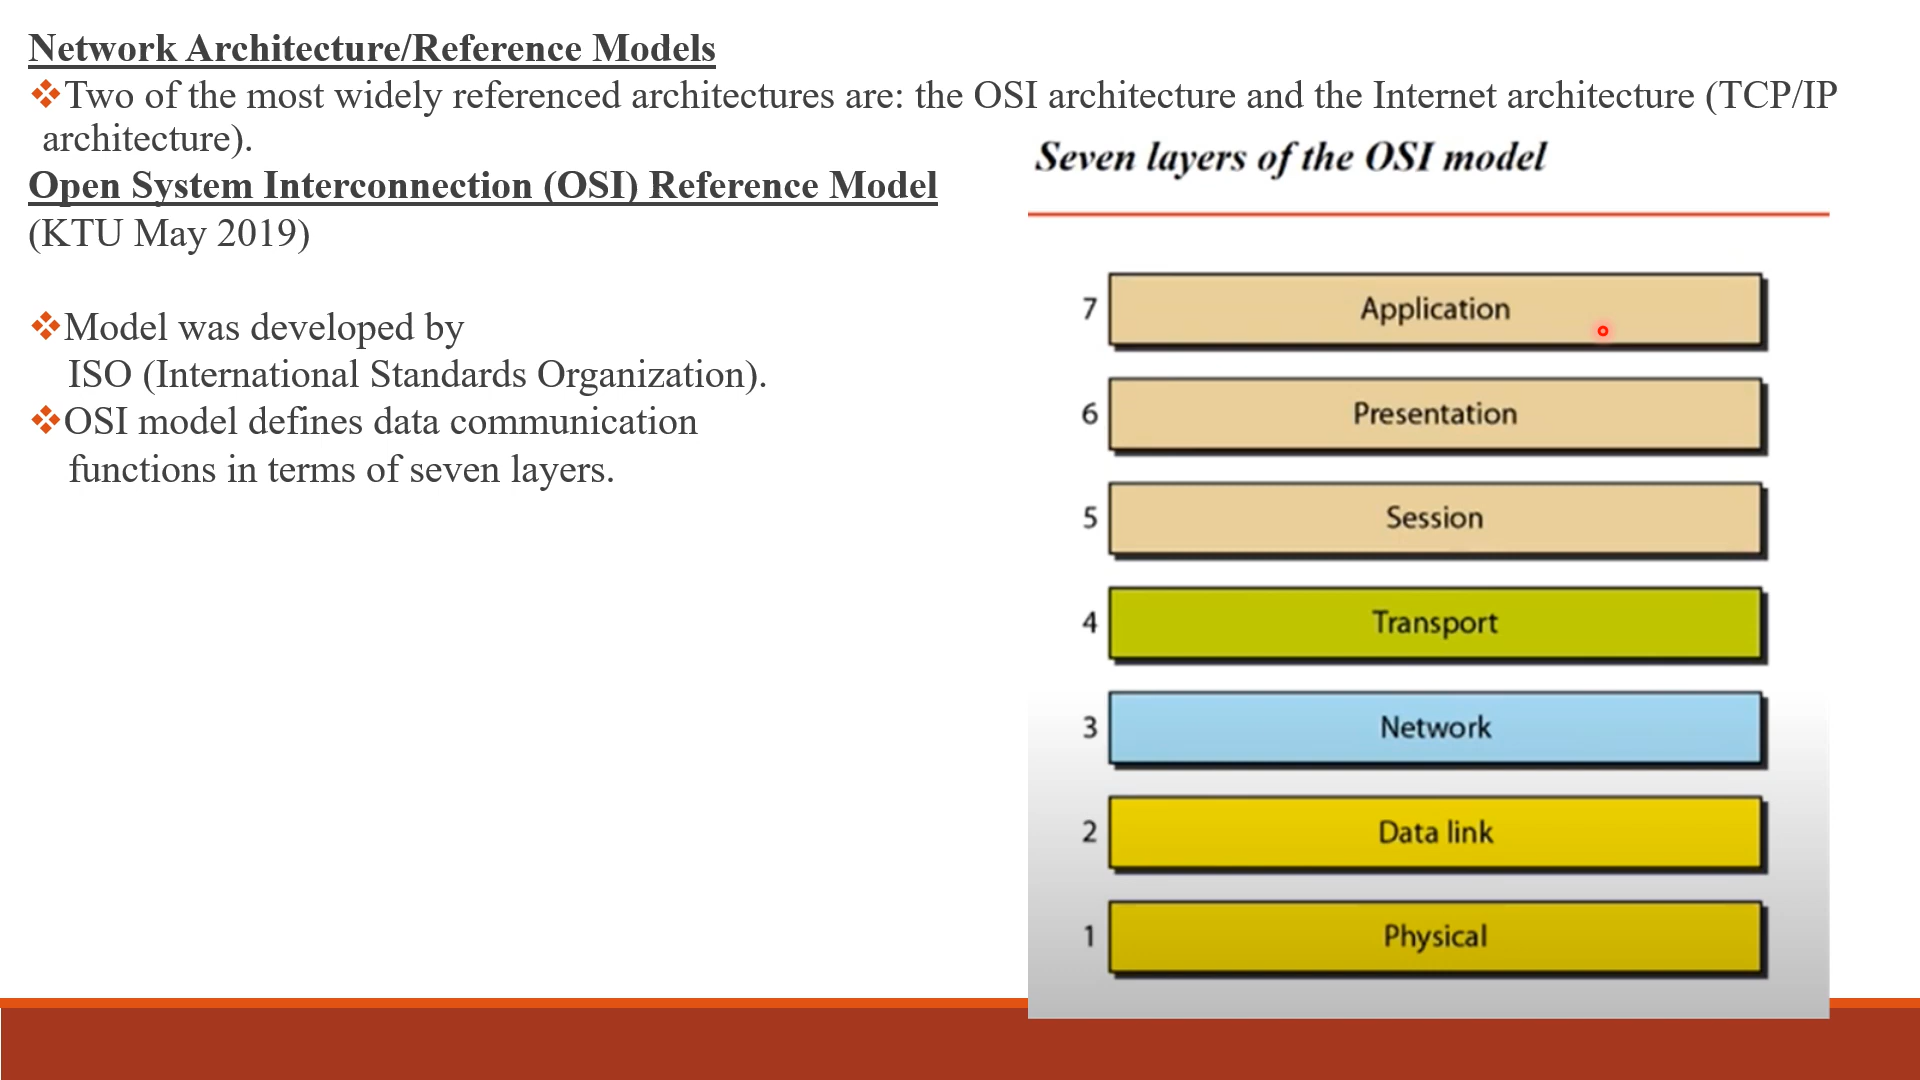 Network Architecture/Reference Models
❖Two of the most widely referenced architectures are: the OSI architecture and the Internet architecture (TCP/IP
architecture).
Open System Interconnection (OSI) Reference Model
(KTU May 2019)
❖Model was developed by
ISO (International Standards Organization).
❖OSI model defines data communication
functions in terms of seven layers.
Seven layers of the OSI model
7 Application
6 Presentation
5 Session
4 Transport
3 Network
2 Data link
1 Physical